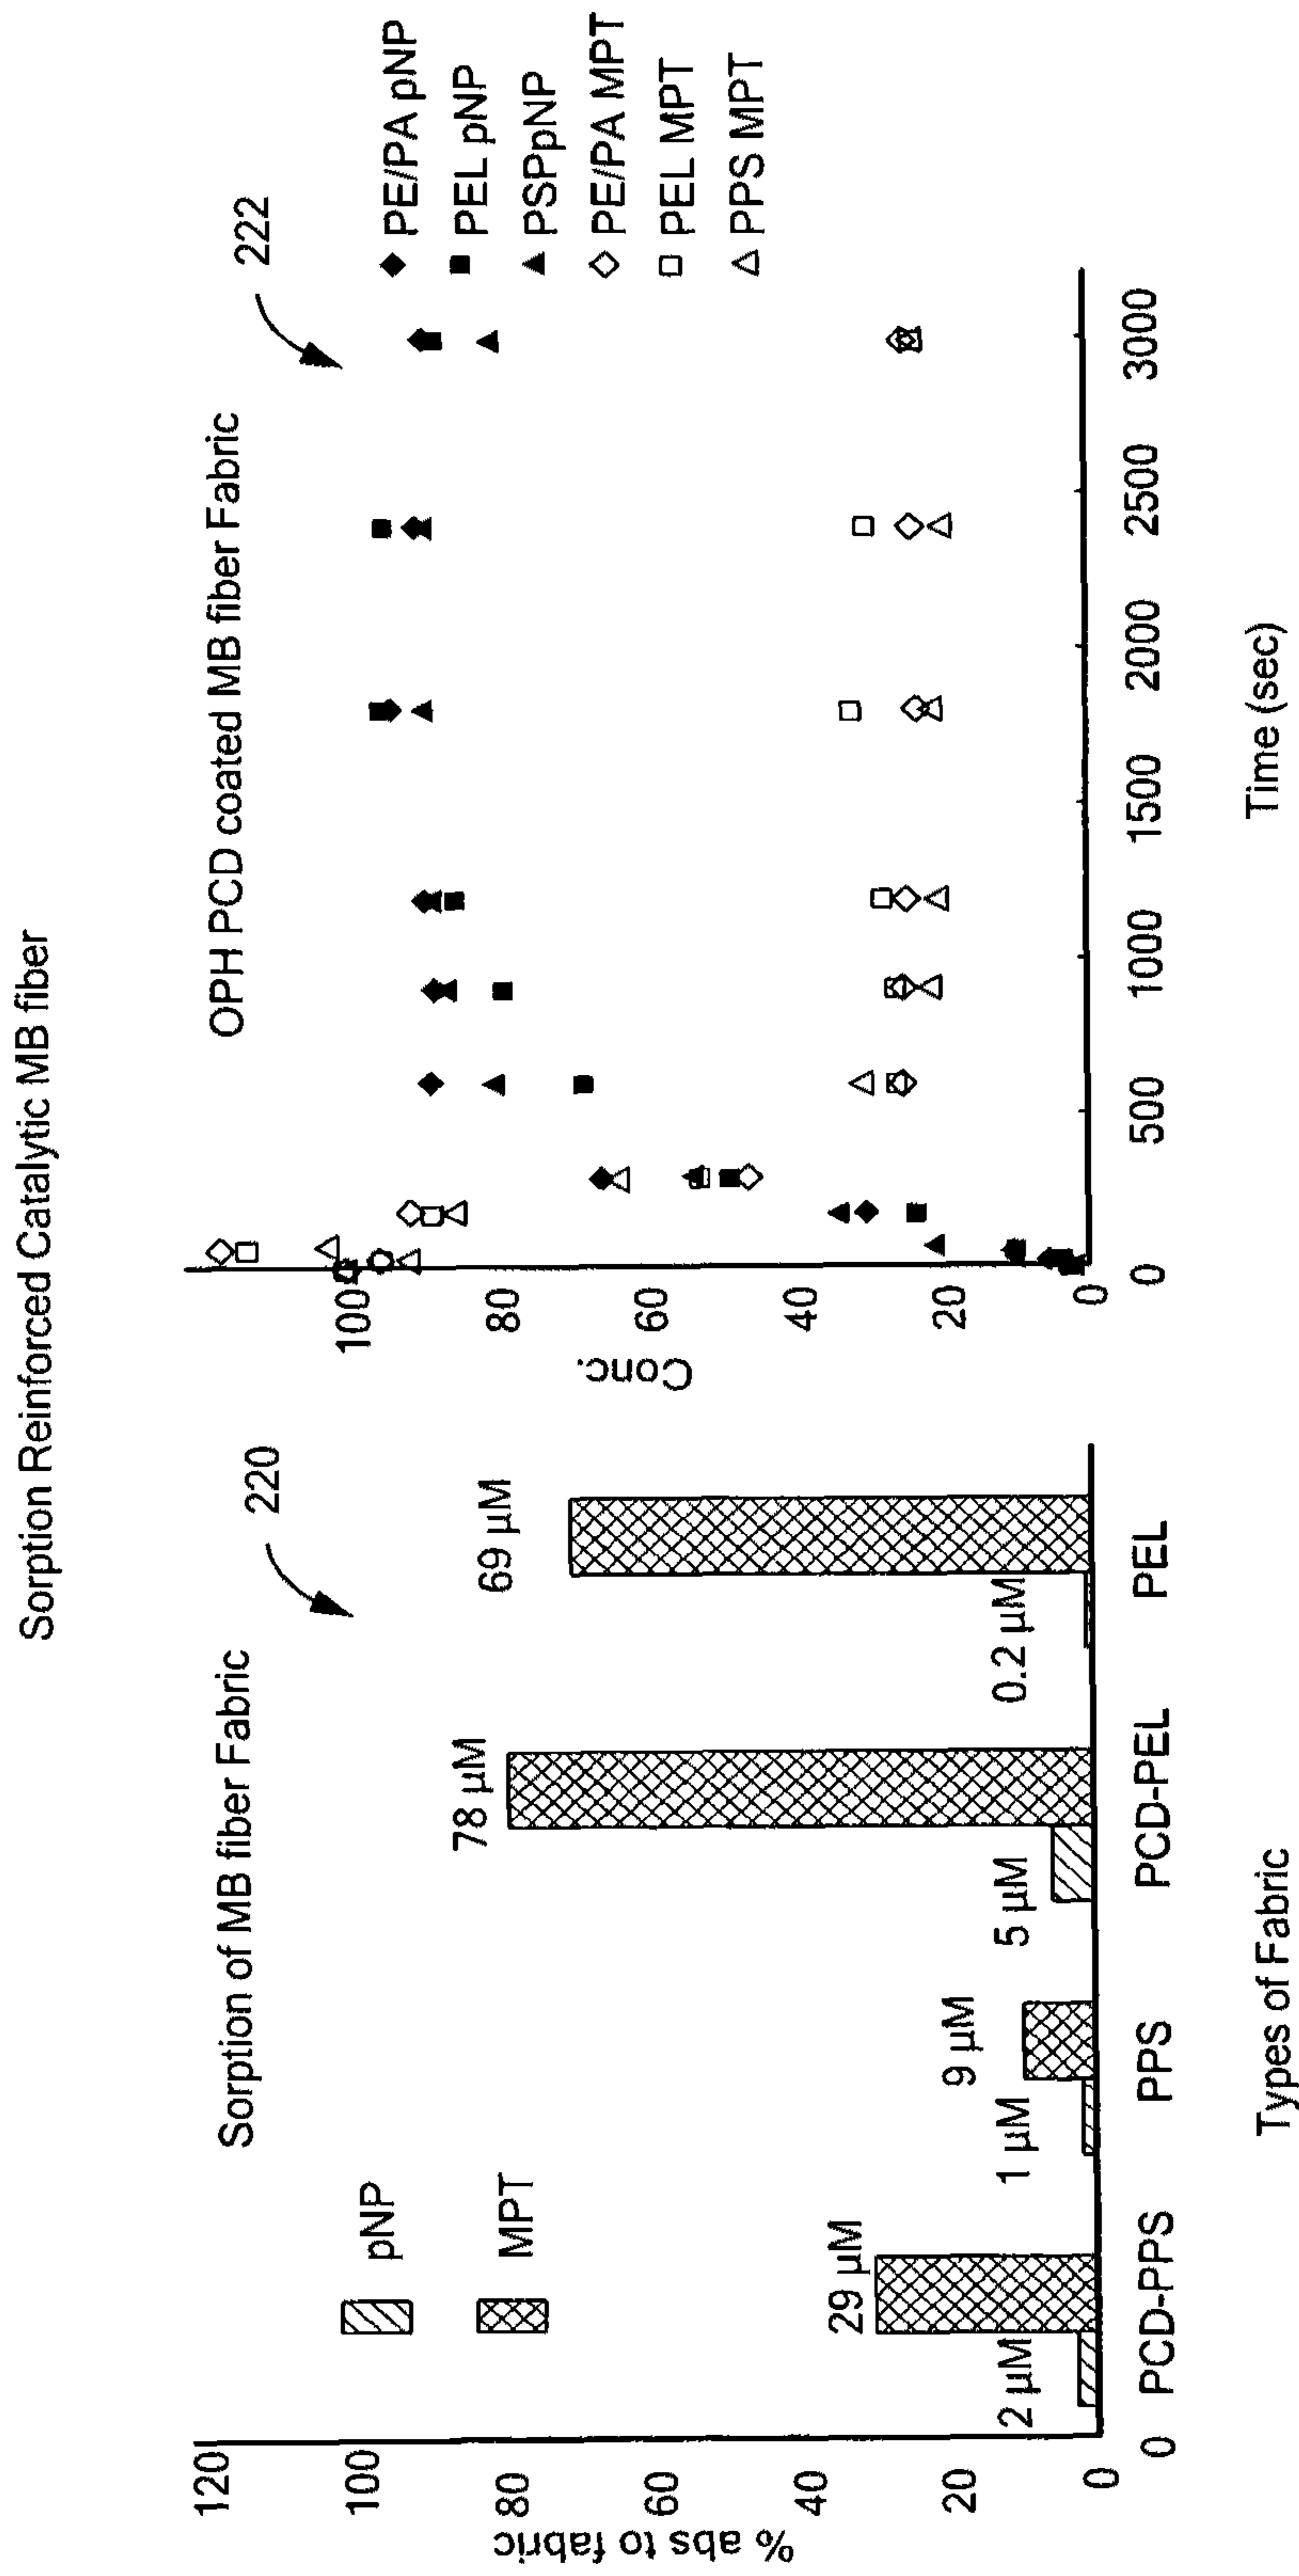 Sorption Reinforced Catalytic MB fiber
Sorption of MB fiber Fabric
220
pNP
MPT
% abs to fabric
120
100
80
60
40
20
0
2 µM
29 µM
1 µM
9 µM
5 µM
78 µM
0.2 µM
69 µM
0
PCD-PPS
PPS
PCD-PEL
PEL
Types of Fabric
OPH PCD coated MB fiber Fabric
222
Conc.
100
80
60
40
20
0
0
500
1000
1500
2000
2500
3000
Time (sec)
PE/PA pNP
PEL pNP
PSPpNP
PE/PA MPT
PEL MPT
PPS MPT